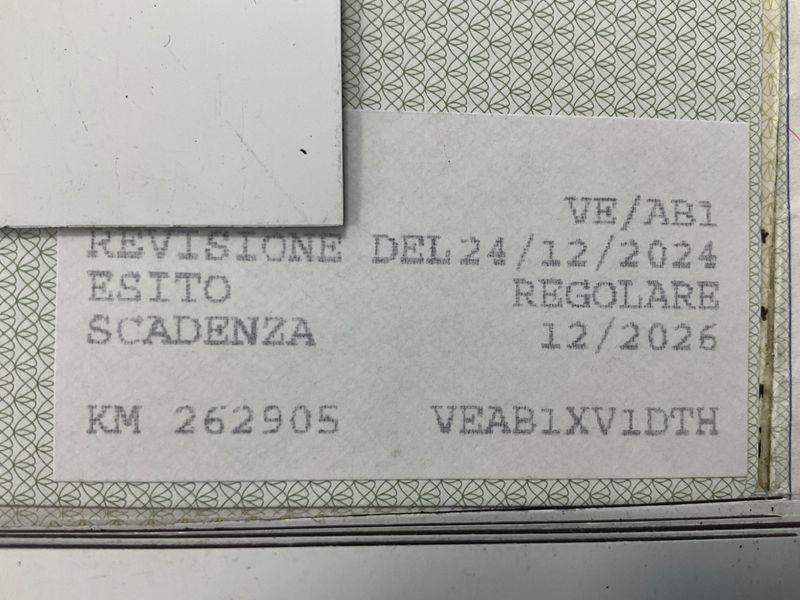 VE/AB1
REVISIONE DEL 24/12/2024
ESITO REGOLARE
SCADENZA 12/2026
KM 262905 VEAB1XV1DTH